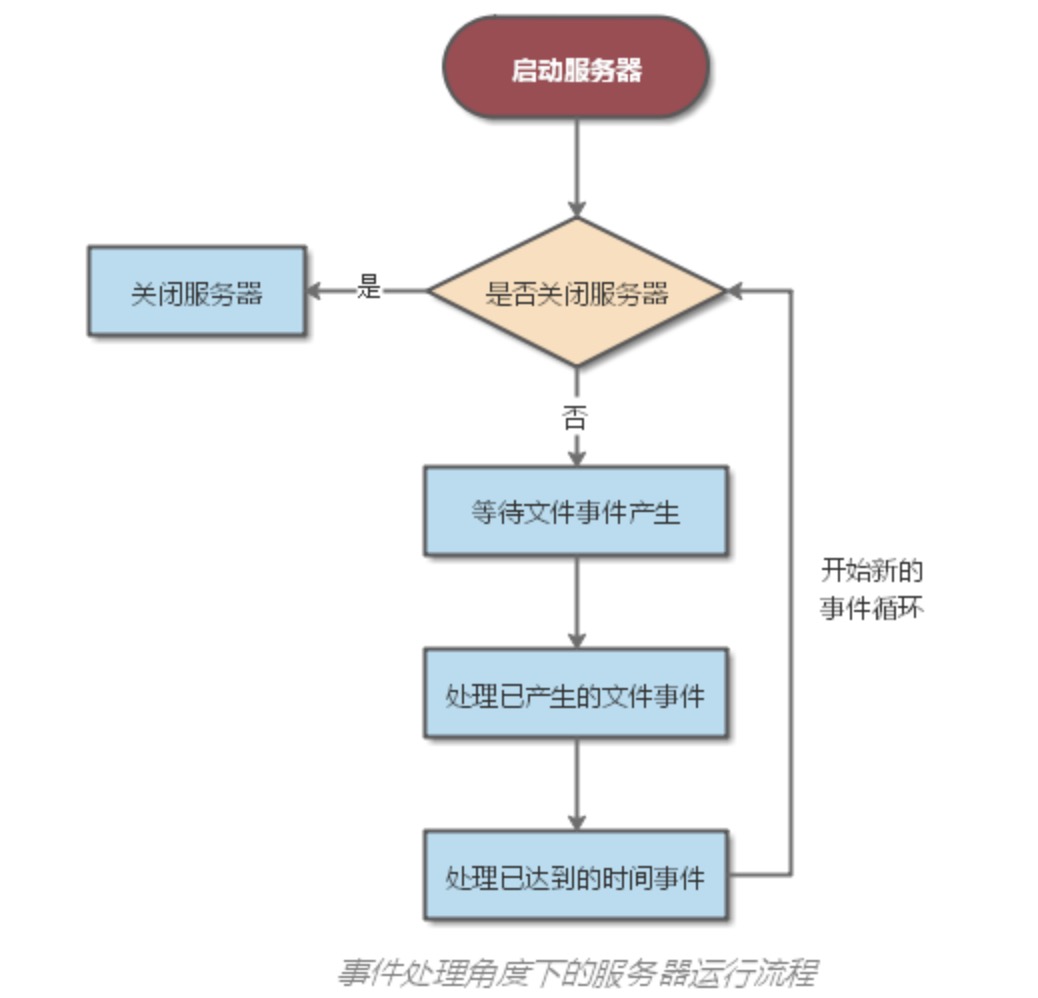 启动服务器
是否关闭服务器
是
关闭服务器
否
等待文件事件产生
开始新的
事件循环
处理已产生的文件事件
处理已达到的时间事件
事件处理角度下的服务器运行流程